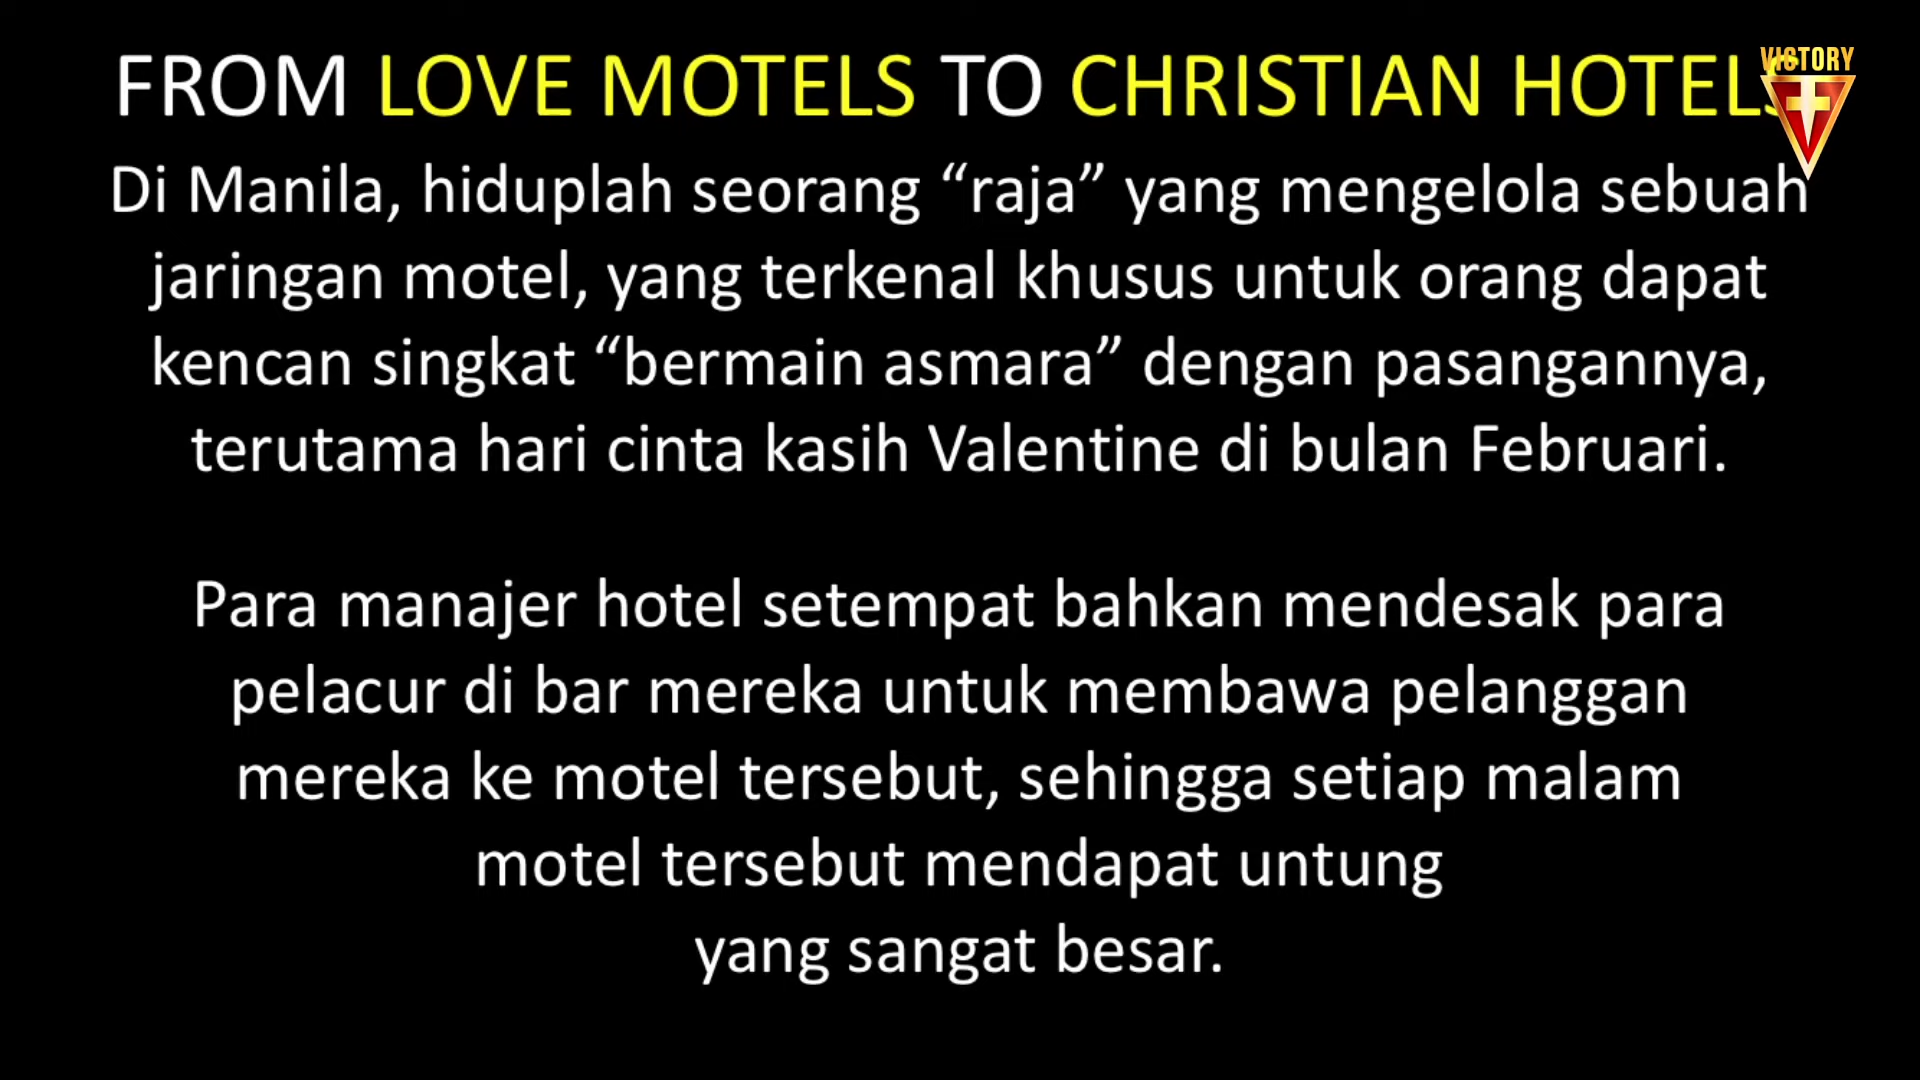 FROM LOVE MOTELS TO CHRISTIAN HOTELS
VICTORY
Di Manila, hiduplah seorang “raja” yang mengelola sebuah
jaringan motel, yang terkenal khusus untuk orang dapat
kencan singkat “bermain asmara” dengan pasangannya,
terutama hari cinta kasih Valentine di bulan Februari.
Para manajer hotel setempat bahkan mendesak para
pelacur di bar mereka untuk membawa pelanggan
mereka ke motel tersebut, sehingga setiap malam
motel tersebut mendapat untung
yang sangat besar.